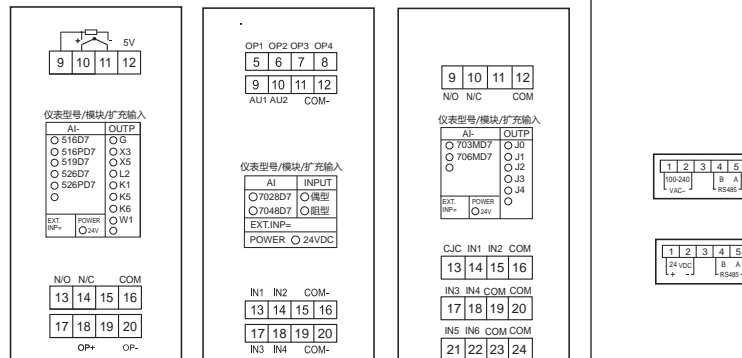 + - 5V
9 10 11 12
仪表型号/模块/扩充输入
AI- OUTP
516D7 G
516PD7 X3
519D7 X5
526D7 L2
526PD7 K1
K5
K6
EXT. INP= POWER 24V W1
N/O N/C COM
13 14 15 16
17 18 19 20
OP+ OP-
OP1 OP2 OP3 OP4
5 6 7 8
9 10 11 12
AU1 AU2 COM-
仪表型号/模块/扩充输入
AI INPUT
7028D7 偶型
7048D7 阻型
EXT.INP=
POWER 24VDC
IN1 IN2 COM-
13 14 15 16
17 18 19 20
IN3 IN4 COM-
9 10 11 12
N/O N/C COM
仪表型号/模块/扩充输入
AI- OUTP
703MD7 J0
706MD7 J1
J2
J3
J4
EXT. INP= POWER 24V
CJC IN1 IN2 COM
13 14 15 16
IN3 IN4 COM COM
17 18 19 20
IN5 IN6 COM COM
21 22 23 24
1 2 3 4 5
100-240 B A
VAC~ RS485
1 2 3 4 5
24 VDC B A
+ - RS485